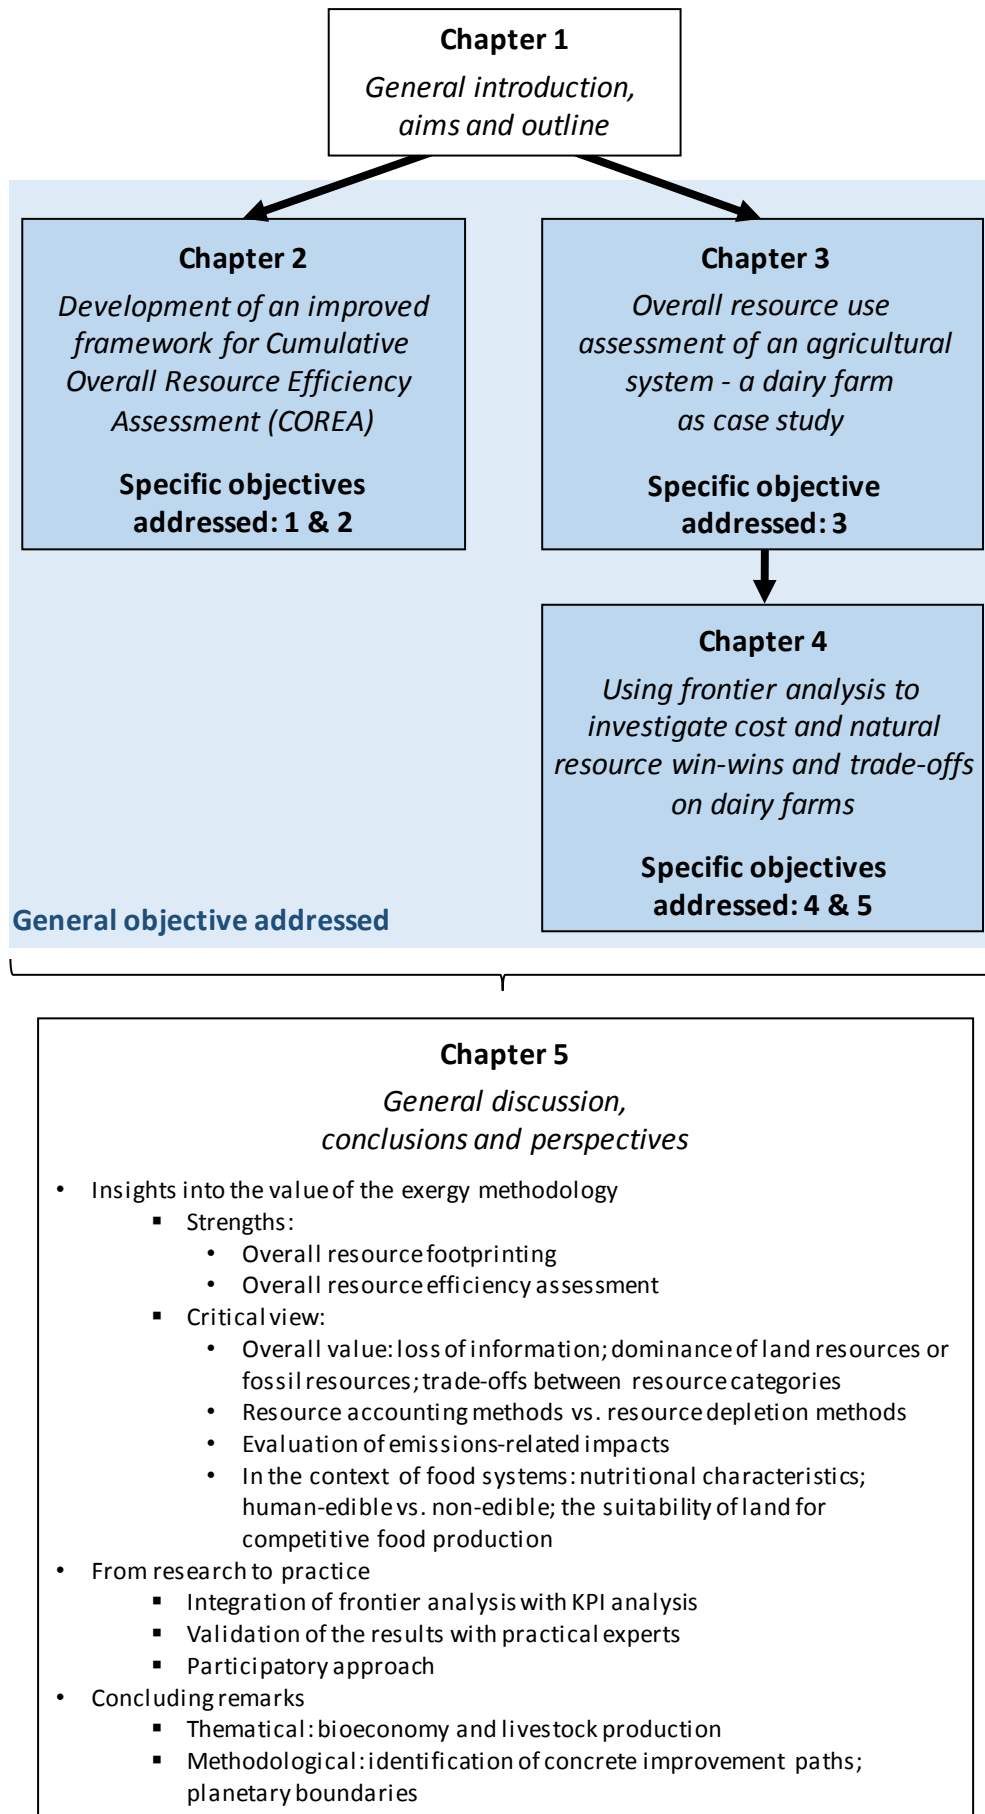 Chapter 1
General introduction,
aims and outline
Chapter 2
Development of an improved
framework for Cumulative
Overall Resource Efficiency
Assessment (COREA)
Specific objectives
addressed: 1 & 2
Chapter 3
Overall resource use
assessment of an agricultural
system - a dairy farm
as case study
Specific objective
addressed: 3
Chapter 4
Using frontier analysis to
investigate cost and natural
resource win-wins and trade-offs
on dairy farms
Specific objectives
addressed: 4 & 5
General objective addressed
Chapter 5
General discussion,
conclusions and perspectives
• Insights into the value of the exergy methodology
▪ Strengths:
• Overall resource footprinting
• Overall resource efficiency assessment
▪ Critical view:
• Overall value: loss of information; dominance of land resources or
fossil resources; trade-offs between resource categories
• Resource accounting methods vs. resource depletion methods
• Evaluation of emissions-related impacts
• In the context of food systems: nutritional characteristics;
human-edible vs. non-edible; the suitability of land for
competitive food production
• From research to practice
▪ Integration of frontier analysis with KPI analysis
▪ Validation of the results with practical experts
▪ Participatory approach
• Concluding remarks
▪ Thematical: bioeconomy and livestock production
▪ Methodological: identification of concrete improvement paths;
planetary boundaries